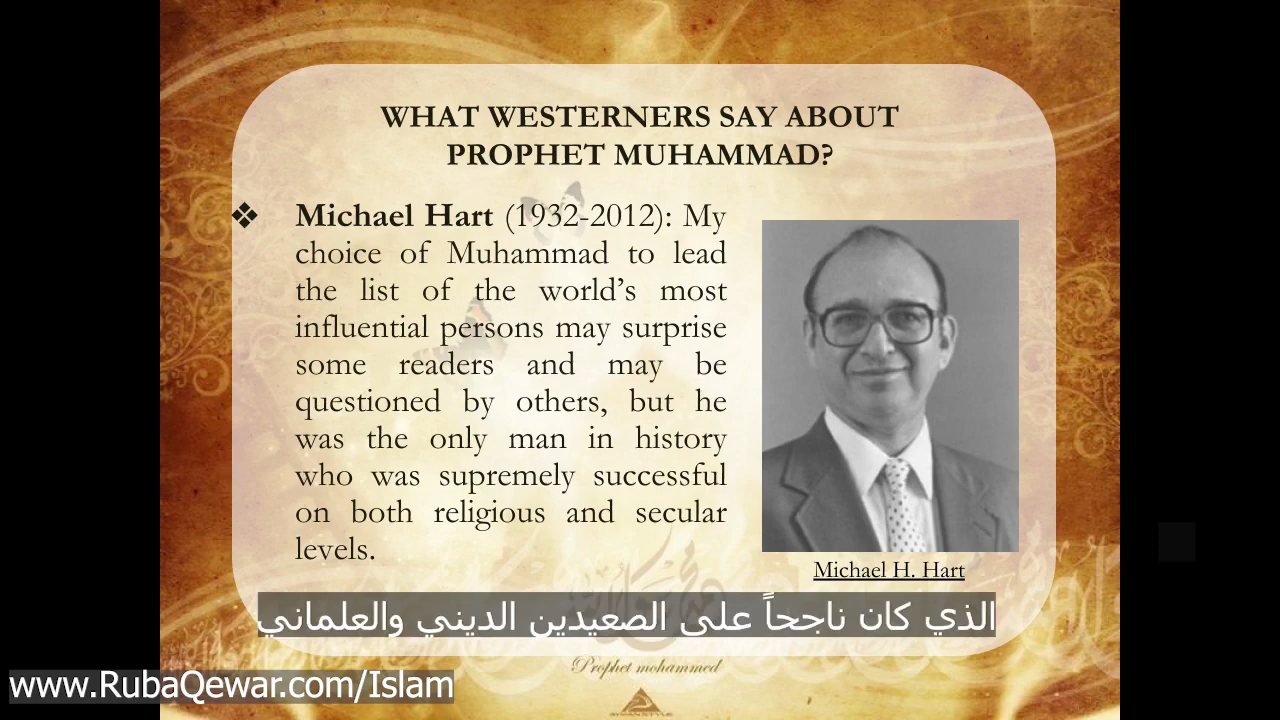 WHAT WESTERNERS SAY ABOUT
PROPHET MUHAMMAD?
❖ Michael Hart (1932-2012): My
choice of Muhammad to lead
the list of the world’s most
influential persons may surprise
some readers and may be
questioned by others, but he
was the only man in history
who was supremely successful
on both religious and secular
levels.
Michael H. Hart
الذي كان ناجحاً على الصعيدين الديني والعلماني
Prophet mohammed
www.RubaQewar.com/Islam